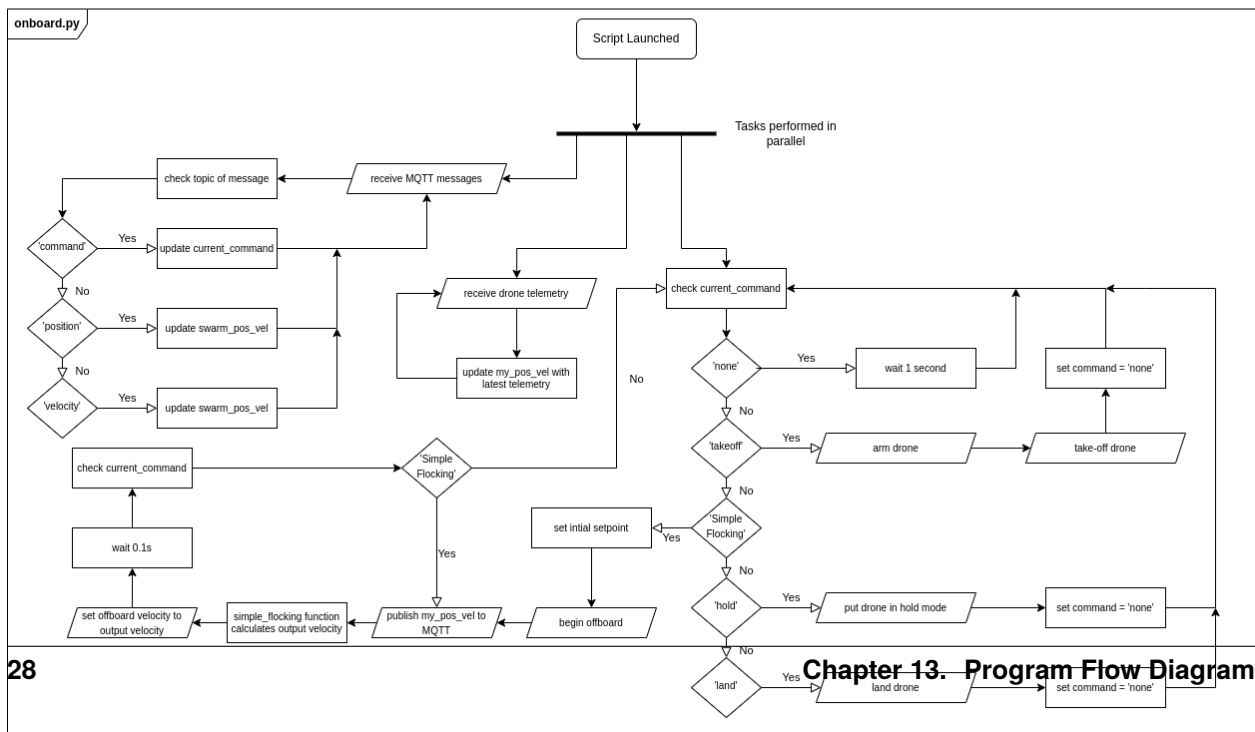 onboard.py
Script Launched
Tasks performed in
parallel
check topic of message
receive MQTT messages
'command'
Yes
update current_command
No
'position'
Yes
update swarm_pos_vel
No
'velocity'
Yes
update swarm_pos_vel
receive drone telemetry
update my_pos_vel with
latest telemetry
check current_command
'none'
Yes
wait 1 second
set command = 'none'
No
'takeoff'
Yes
arm drone
take-off drone
No
'Simple
Flocking'
Yes
set intial setpoint
begin offboard
No
'hold'
Yes
put drone in hold mode
set command = 'none'
No
'land'
Yes
land drone
set command = 'none'
check current_command
'Simple
Flocking'
No
Yes
wait 0.1s
set offboard velocity to
output velocity
simple_flocking function
calculates output velocity
publish my_pos_vel to
MQTT
28
Chapter 13. Program Flow Diagram